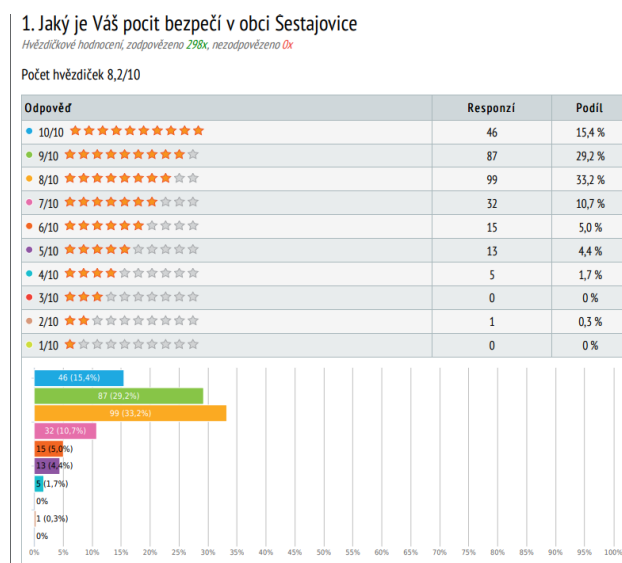 1. Jaký je Váš pocit bezpečí v obci Sestajovice
Hvězdičkové hodnocení, zodpovězeno 298x, nezodpovězeno 0x
Počet hvězdiček 8,2/10
Odpověď Responzí Podíl
10/10 46 15,4 %
9/10 87 29,2 %
8/10 99 33,2 %
7/10 32 10,7 %
6/10 15 5,0 %
5/10 13 4,4 %
4/10 5 1,7 %
3/10 0 0 %
2/10 1 0,3 %
1/10 0 0 %
46 (15,4%)
87 (29,2%)
99 (33,2%)
32 (10,7%)
15 (5,0%)
13 (4,4%)
5 (1,7%)
0%
1 (0,3%)
0%
0% 5% 10% 15% 20% 25% 30% 35% 40% 45% 50% 55% 60% 65% 70% 75% 80% 85% 90% 95% 100%